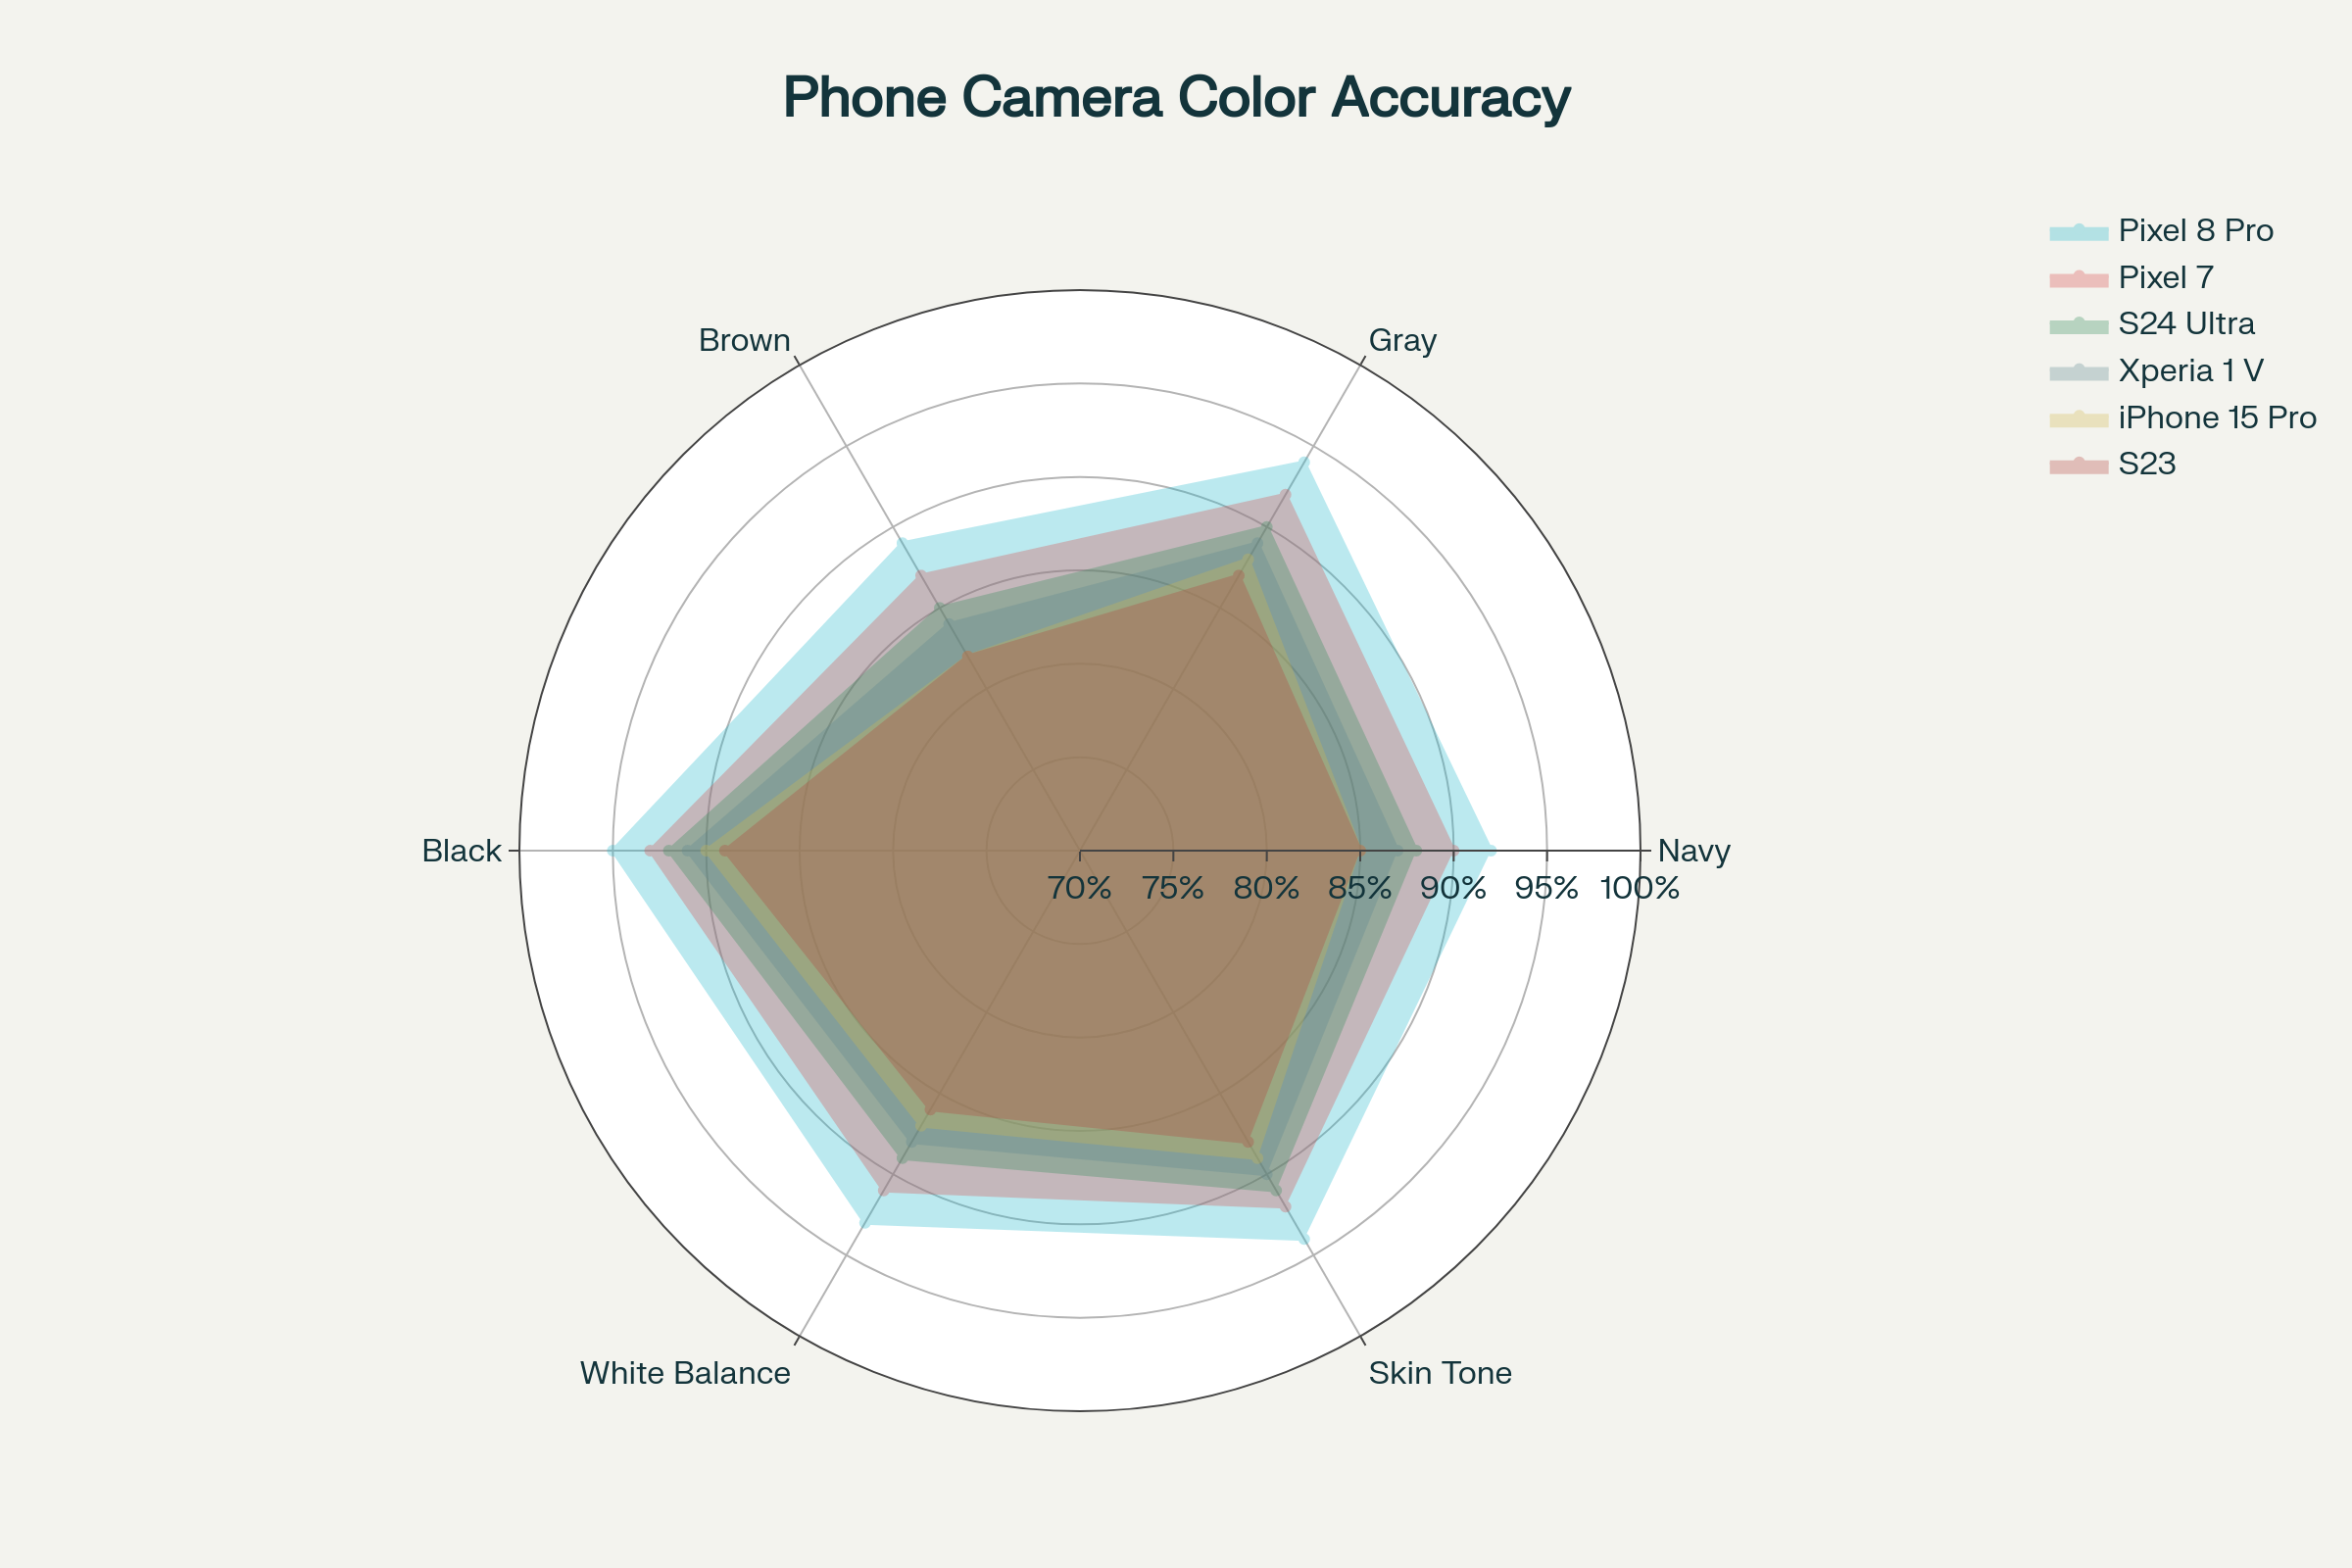 Phone Camera Color Accuracy
Pixel 8 Pro
Pixel 7
S24 Ultra
Xperia 1 V
iPhone 15 Pro
S23
Brown
Gray
Black
Navy
70% 75% 80% 85% 90% 95% 100%
White Balance
Skin Tone